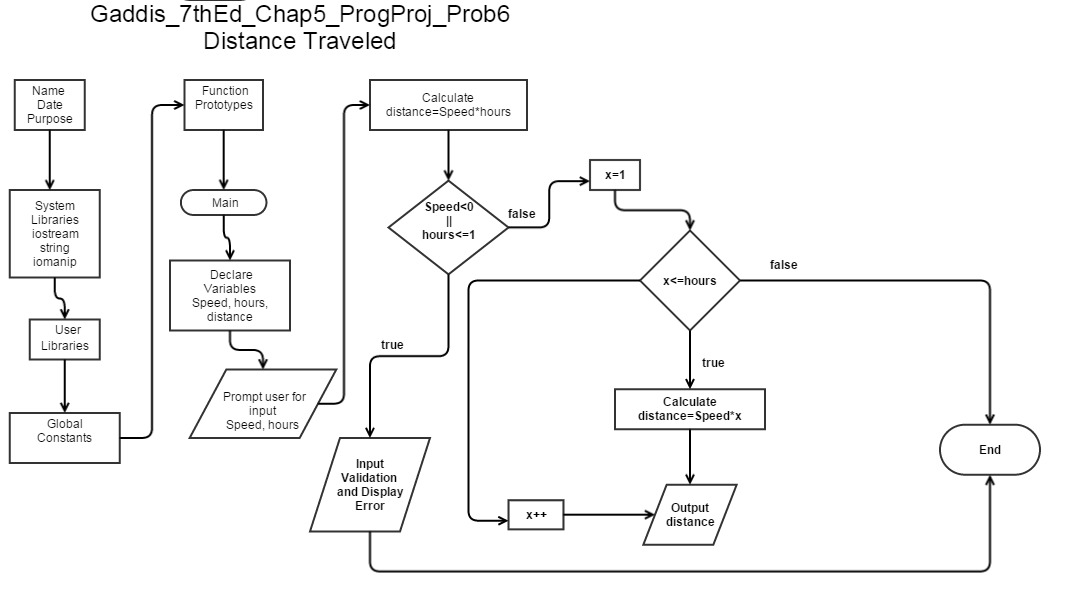 Gaddis_7thEd_Chap5_ProgProj_Prob6
Distance Traveled
Name
Date
Purpose
System
Libraries
iostream
string
iomanip
User
Libraries
Global
Constants
Function
Prototypes
Main
Declare
Variables
Speed, hours,
distance
Prompt user for
input
Speed, hours
Calculate
distance=Speed*hours
Speed<0
||
hours<=1
false
true
Input
Validation
and Display
Error
x=1
x<=hours
false
true
Calculate
distance=Speed*x
x++
Output
distance
End